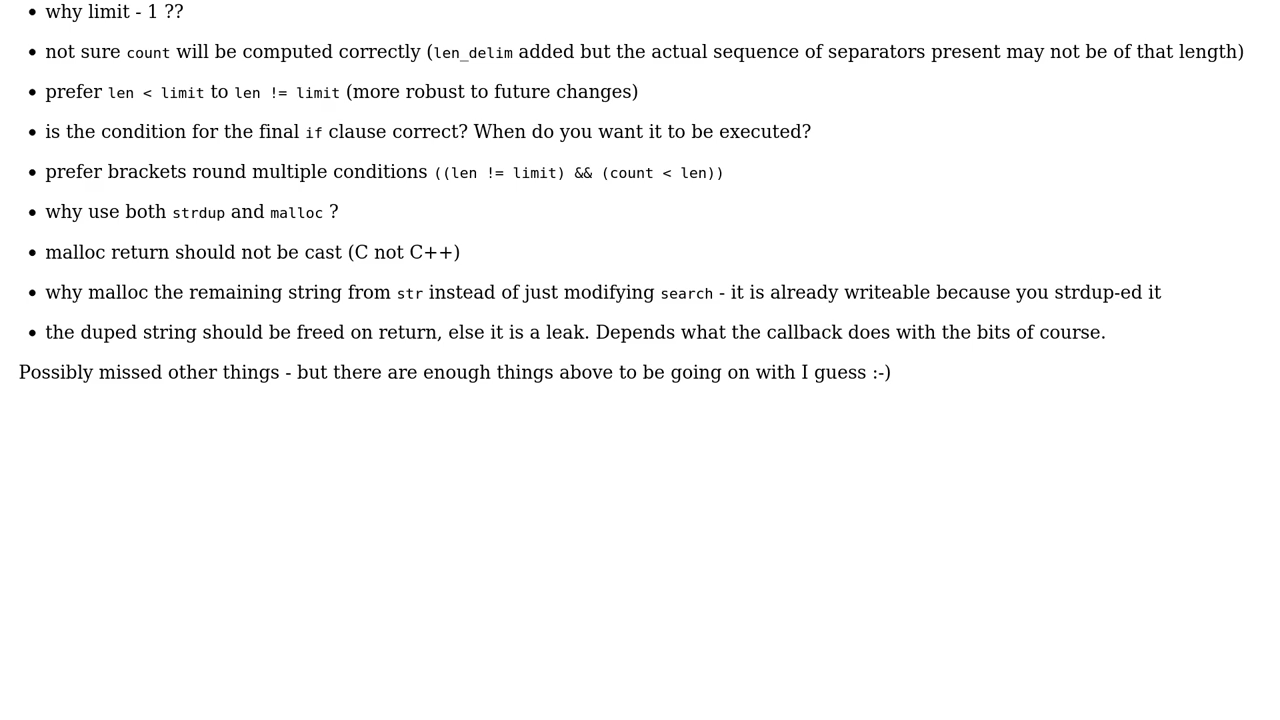 • why limit - 1 ??
• not sure count will be computed correctly (len_delim added but the actual sequence of separators present may not be of that length)
• prefer len < limit to len != limit (more robust to future changes)
• is the condition for the final if clause correct? When do you want it to be executed?
• prefer brackets round multiple conditions ((len != limit) && (count < len))
• why use both strdup and malloc ?
• malloc return should not be cast (C not C++)
• why malloc the remaining string from str instead of just modifying search - it is already writeable because you strdup-ed it
• the duped string should be freed on return, else it is a leak. Depends what the callback does with the bits of course.
Possibly missed other things - but there are enough things above to be going on with I guess :-)